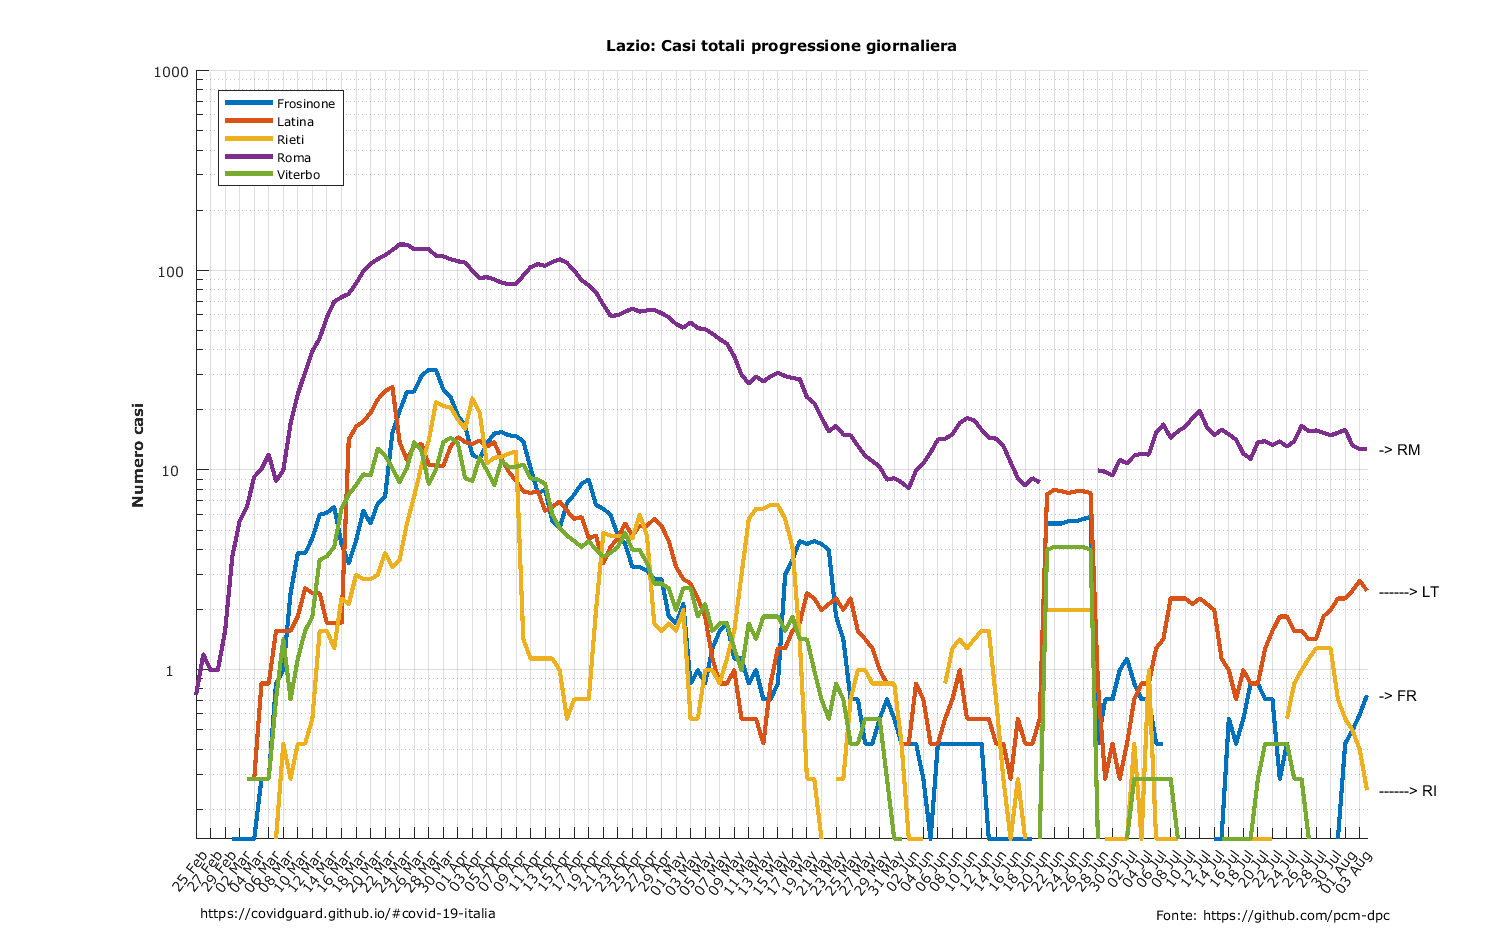 Lazio: Casi totali progressione giornaliera
Numero casi
1000
100
10
1
Frosinone
Latina
Rieti
Roma
Viterbo
-> RM
------> LT
-> FR
------> RI
25 Feb
27 Feb
29 Feb
02 Mar
04 Mar
06 Mar
08 Mar
10 Mar
12 Mar
14 Mar
16 Mar
18 Mar
20 Mar
22 Mar
24 Mar
26 Mar
28 Mar
30 Mar
01 Apr
03 Apr
05 Apr
07 Apr
09 Apr
11 Apr
13 Apr
15 Apr
17 Apr
19 Apr
21 Apr
23 Apr
25 Apr
27 Apr
29 Apr
01 May
03 May
05 May
07 May
09 May
11 May
13 May
15 May
17 May
19 May
21 May
23 May
25 May
27 May
29 May
31 May
02 Jun
04 Jun
06 Jun
08 Jun
10 Jun
12 Jun
14 Jun
16 Jun
18 Jun
20 Jun
22 Jun
24 Jun
26 Jun
28 Jun
30 Jun
02 Jul
04 Jul
06 Jul
08 Jul
10 Jul
12 Jul
14 Jul
16 Jul
18 Jul
20 Jul
22 Jul
24 Jul
26 Jul
28 Jul
30 Jul
01 Aug
03 Aug
https://covidguard.github.io/#covid-19-italia
Fonte: https://github.com/pcm-dpc